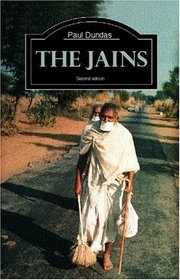 Paul Dundas
THE JAINS
Second edition